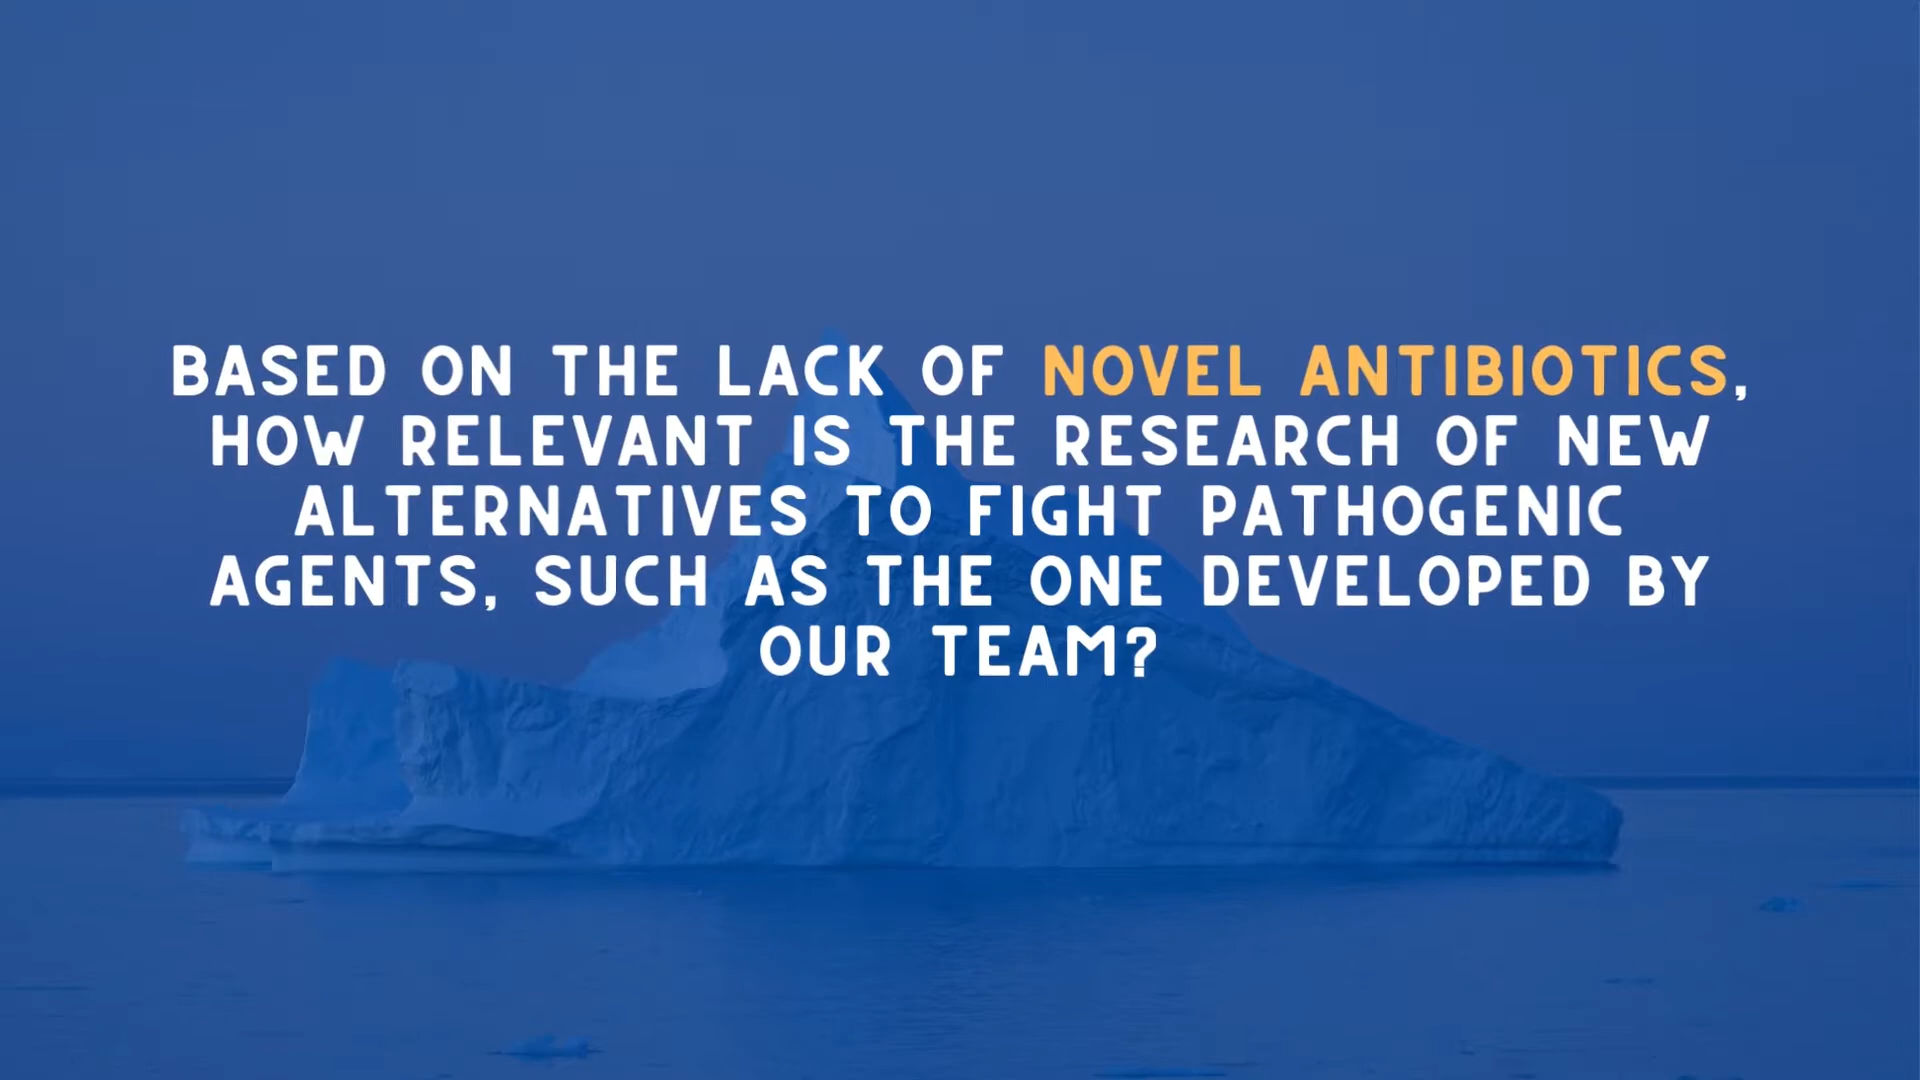 BASED ON THE LACK OF NOVEL ANTIBIOTICS,
HOW RELEVANT IS THE RESEARCH OF NEW
ALTERNATIVES TO FIGHT PATHOGENIC
AGENTS, SUCH AS THE ONE DEVELOPED BY
OUR TEAM?